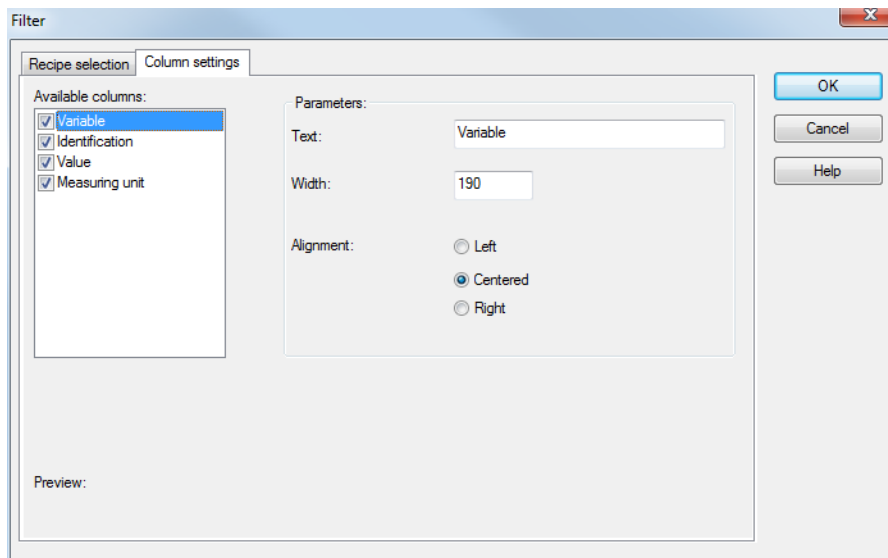 Filter
Recipe selection
Column settings
Available columns:
Variable
Identification
Value
Measuring unit
Parameters:
Text:
Variable
Width:
190
Alignment:
Left
Centered
Right
Preview:
OK
Cancel
Help